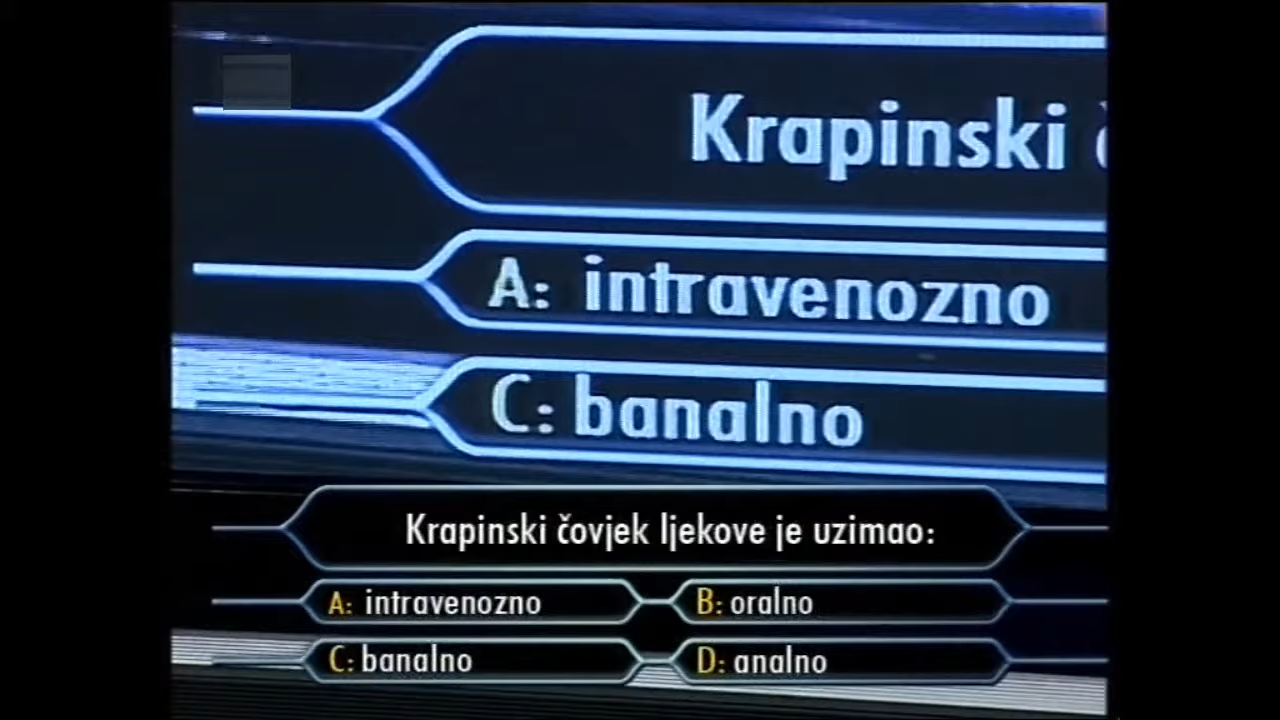 Krapinski
A: intravenozno
C: banalno
Krapinski čovjek ljekove je uzimao:
A: intravenozno
B: oralno
C: banalno
D: analno